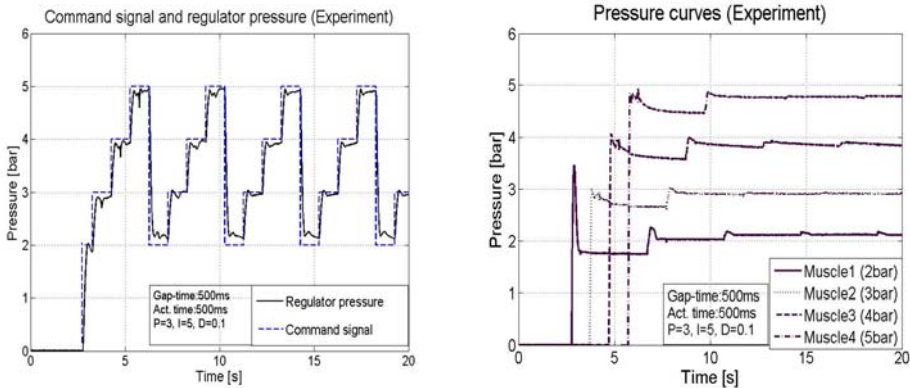 Command signal and regulator pressure (Experiment)
Pressure [bar]
6
5
4
3
2
1
0
Gap-time:500ms
Act. time:500ms
P=3, I=5, D=0.1
Regulator pressure
Command signal
0 5 10 15 20
Time [s]
Pressure curves (Experiment)
Pressure [bar]
6
5
4
3
2
1
0
Gap-time:500ms
Act.time:500ms
P=3, I=5, D=0.1
Muscle1 (2bar)
Muscle2 (3bar)
Muscle3 (4bar)
Muscle4 (5bar)
0 5 10 15 20
Time [s]